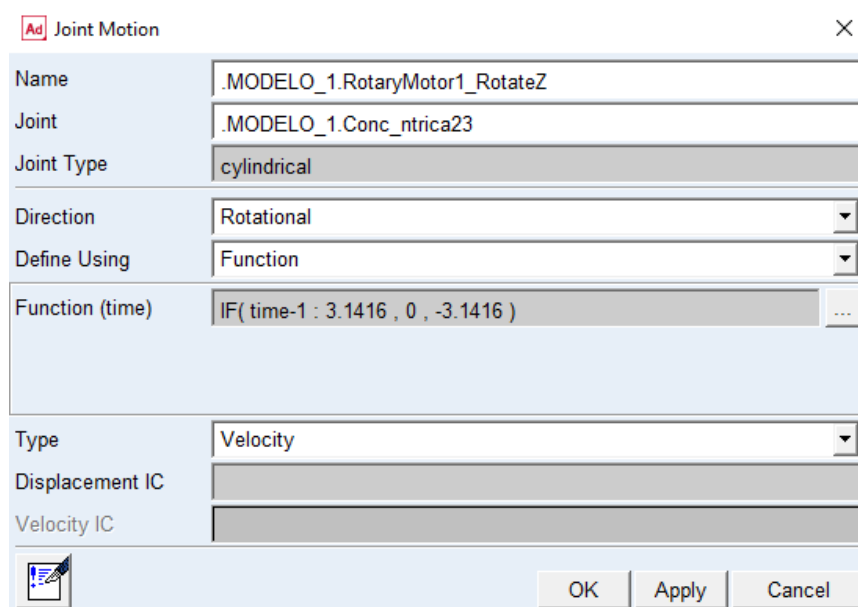 Ad Joint Motion
Name .MODELO_1.RotaryMotor1_RotateZ
Joint .MODELO_1.Conc_ntrica23
Joint Type cylindrical
Direction Rotational
Define Using Function
Function (time) IF( time-1 : 3.1416 , 0 , -3.1416 ) ...
Type Velocity
Displacement IC
Velocity IC
OK Apply Cancel